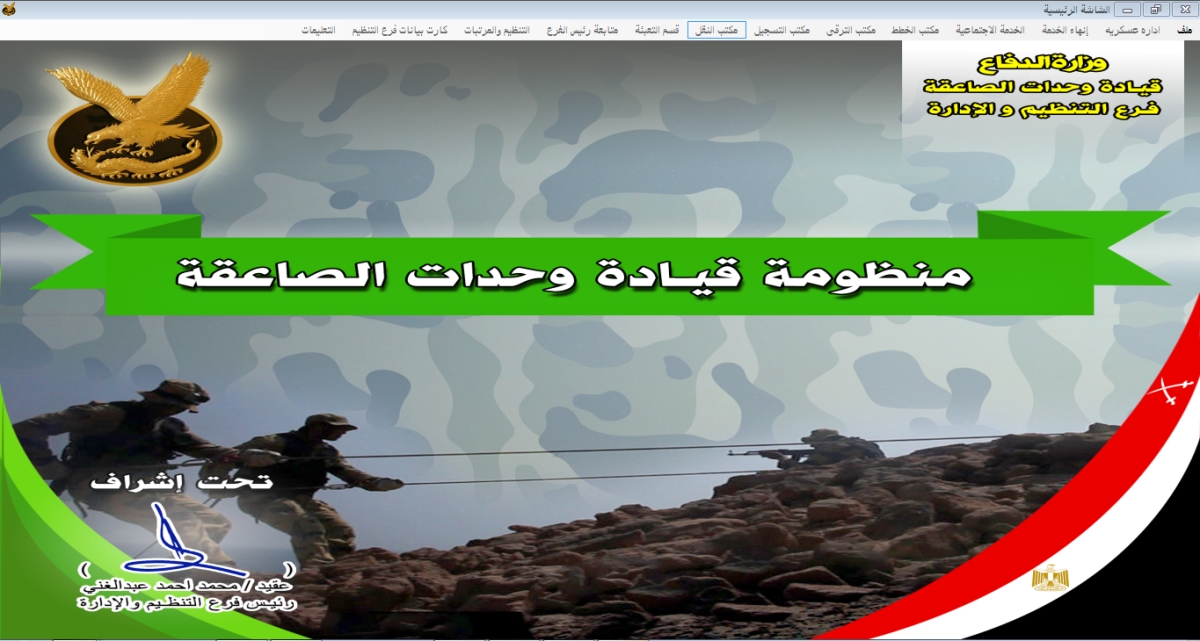 الشاشة الرئيسية
ملف
اداره عسكريه
إنهاء الخدمة
الخدمة الاجتماعية
مكتب الخطط
مكتب الترقى
مكتب التسجيل
مكتب النقل
قسم التعبئة
متابعة رئيس الفرع
التنظيم والمرتبات
كارت بيانات فرع التنظيم
التعليمات
وزارة الدفاع
قيادة وحدات الصاعقة
فرع التنظيم و الإدارة
منظومة قيادة وحدات الصاعقة
تحت إشراف
( )
عقيد / محمد احمد عبدالغني
رئيس فرع التنظيم والإدارة